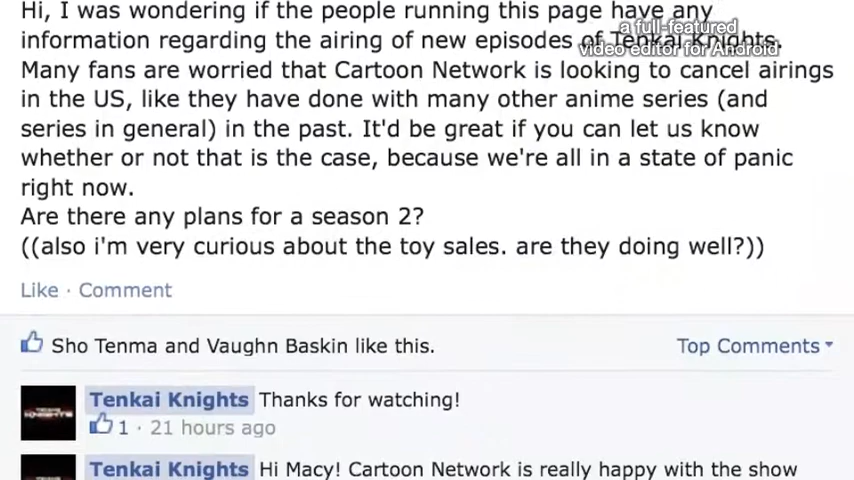 Hi, I was wondering if the people running this page have any
information regarding the airing of new episodes of Tenkai Knights.
a full-featured
video editor for Android
Many fans are worried that Cartoon Network is looking to cancel airings
in the US, like they have done with many other anime series (and
series in general) in the past. It'd be great if you can let us know
whether or not that is the case, because we're all in a state of panic
right now.
Are there any plans for a season 2?
((also i'm very curious about the toy sales. are they doing well?))
Like · Comment
Sho Tenma and Vaughn Baskin like this. Top Comments
Tenkai Knights Thanks for watching!
1 · 21 hours ago
Tenkai Knights Hi Macy! Cartoon Network is really happy with the show